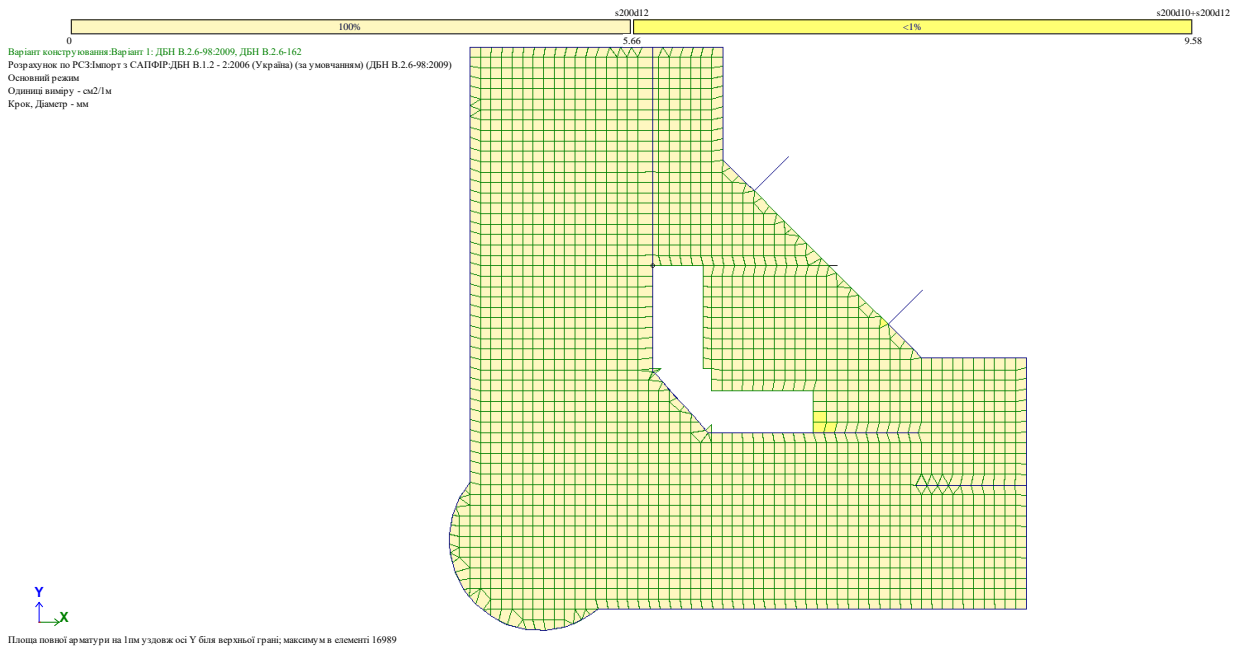 s200d12
s200d10+s200d12
100%
<1%
0
5.66
9.58
Варіант конструювання:Варіант 1: ДБН В.2.6-98:2009, ДБН В.2.6-162
Розрахунок по РСЗ:Імпорт з САПФІР:ДБН В.1.2 - 2:2006 (Україна) (за умовчанням) (ДБН В.2.6-98:2009)
Основний режим
Одиниці виміру - см2/1м
Крок, Діаметр - мм
Y
X
Площа повної арматури на 1пм уздовж осі Y біля верхньої грані; максимум в елементі 16989